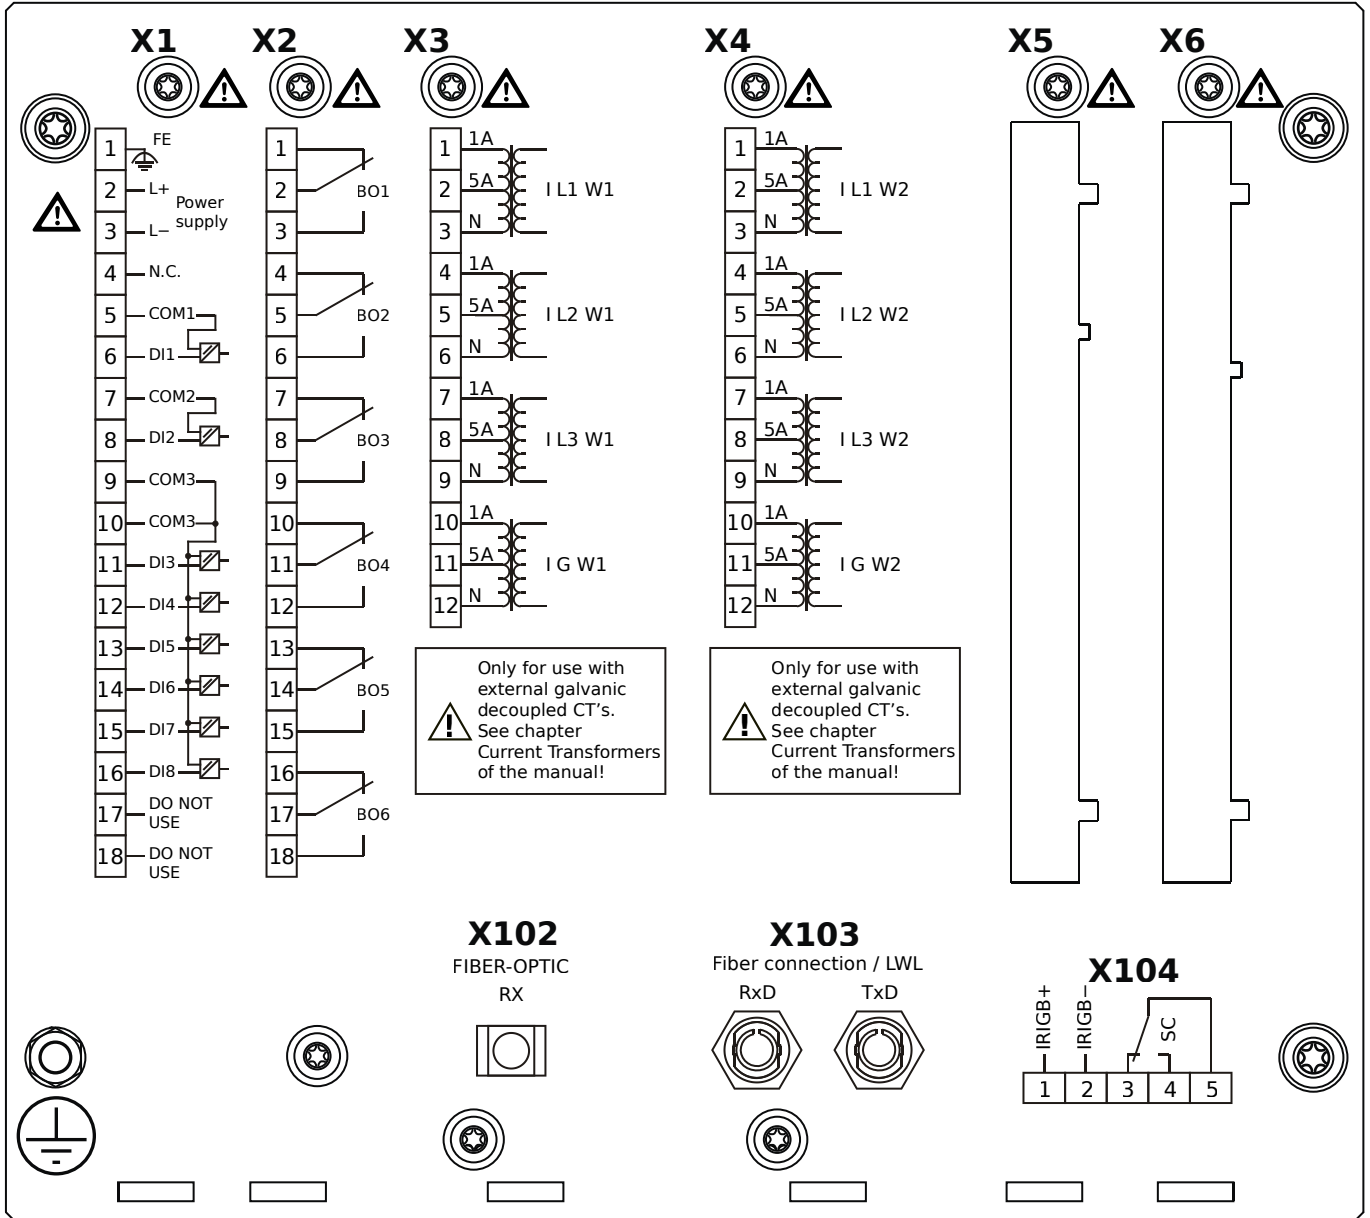 X1
X2
X3
X4
X5
X6
1 FE
2 L+
Power
supply
3 L−
4 N.C.
5 COM1
6 DI1
7 COM2
8 DI2
9 COM3
10 COM3
11 DI3
12 DI4
13 DI5
14 DI6
15 DI7
16 DI8
17 DO NOT
USE
18 DO NOT
USE
1
2 BO1
3
4
5 BO2
6
7
8 BO3
9
10
11 BO4
12
13
14 BO5
15
16
17 BO6
18
1 1A
2 5A I L1 W1
3 N
4 1A
5 5A I L2 W1
6 N
7 1A
8 5A I L3 W1
9 N
10 1A
11 5A I G W1
12 N
Only for use with
external galvanic
decoupled CT's.
See chapter
Current Transformers
of the manual!
1 1A
2 5A I L1 W2
3 N
4 1A
5 5A I L2 W2
6 N
7 1A
8 5A I L3 W2
9 N
10 1A
11 5A I G W2
12 N
Only for use with
external galvanic
decoupled CT's.
See chapter
Current Transformers
of the manual!
X102
FIBER-OPTIC
RX
X103
Fiber connection / LWL
RxD TxD
X104
IRIGB+
IRIGB−
SC
1 2 3 4 5